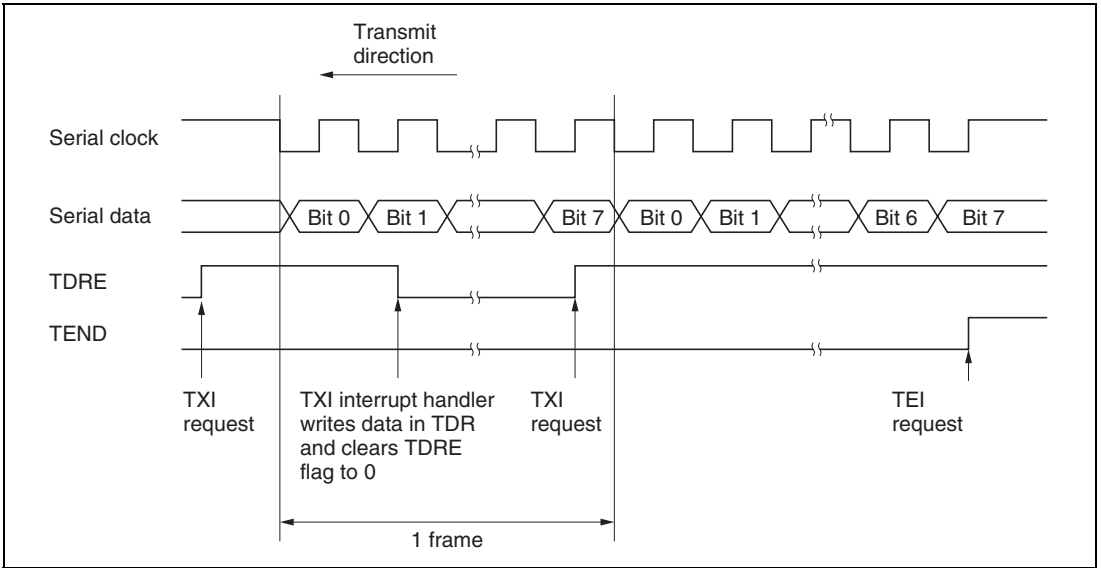 Transmit
direction
Serial clock
Serial data
Bit 0
Bit 1
Bit 7
Bit 0
Bit 1
Bit 6
Bit 7
TDRE
TEND
TXI
request
TXI interrupt handler
writes data in TDR
and clears TDRE
flag to 0
TXI
request
TEI
request
1 frame